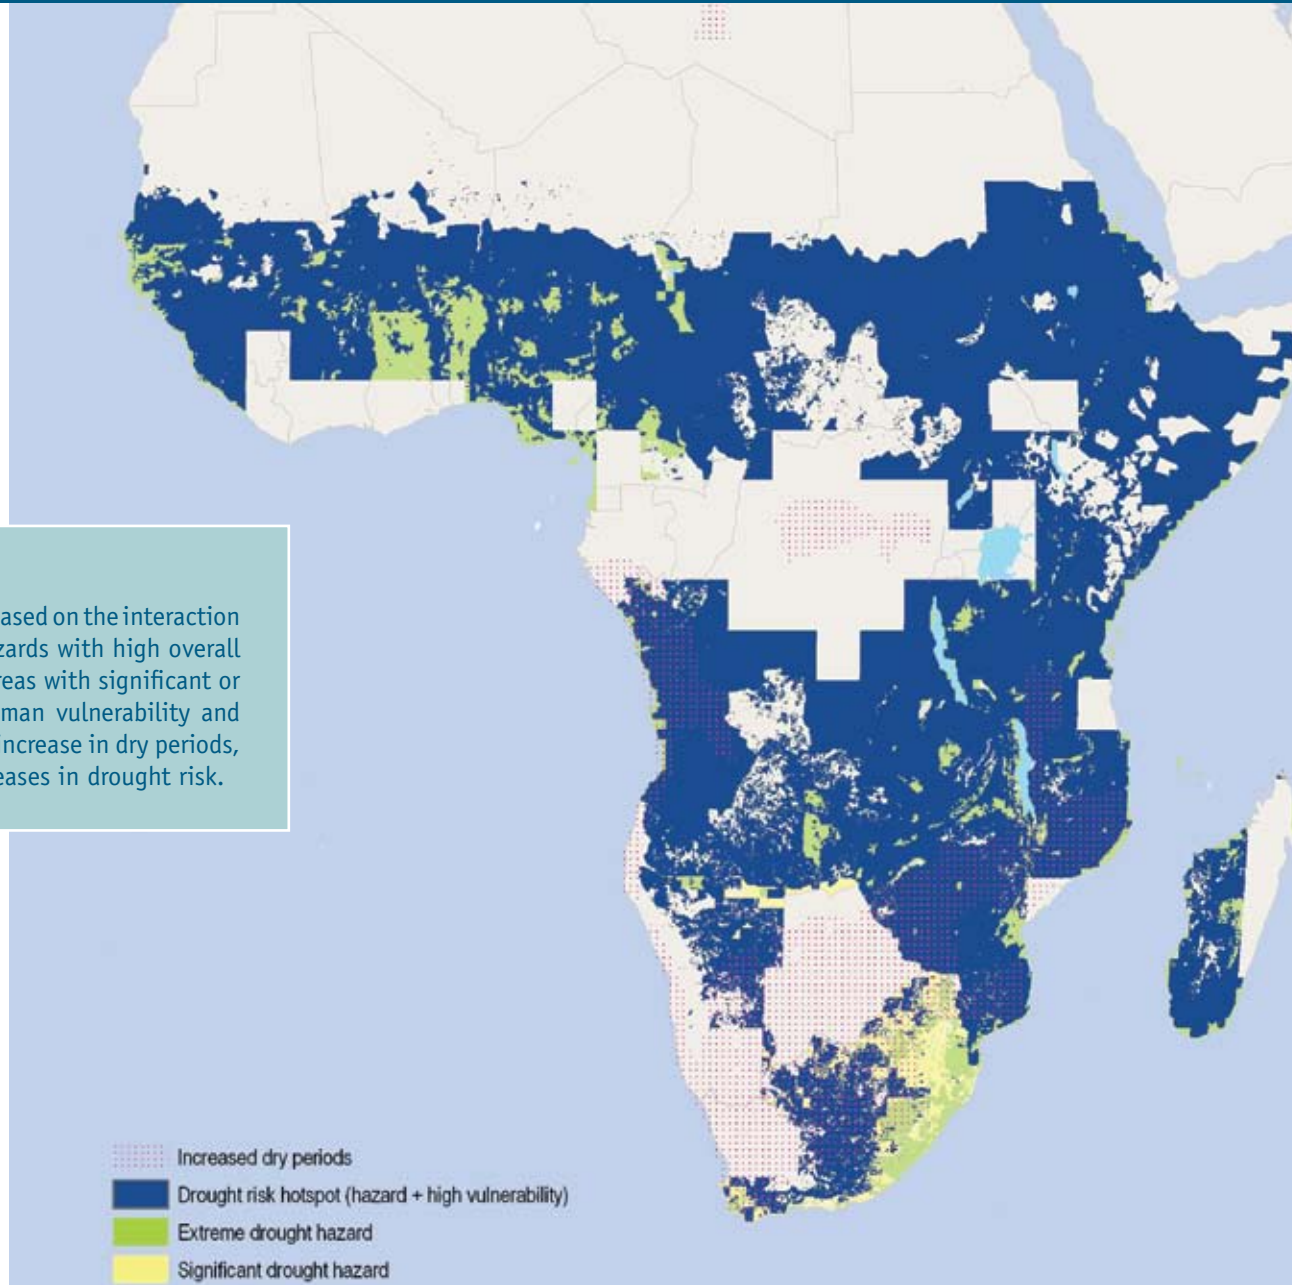 ased on the interaction
zards with high overall
reas with significant or
man vulnerability and
increase in dry periods,
eases in drought risk.
Increased dry periods
Drought risk hotspot (hazard + high vulnerability)
Extreme drought hazard
Significant drought hazard